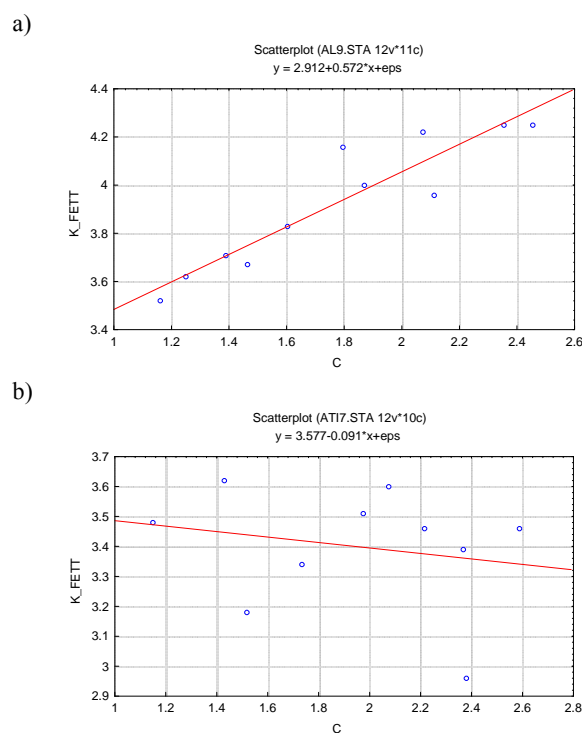 a)
Scatterplot (AL9.STA 12v*11c)
y = 2.912+0.572*x+eps
K_FETT
4.4
4.2
4
3.8
3.6
3.4
1 1.2 1.4 1.6 1.8 2 2.2 2.4 2.6
C
b)
Scatterplot (ATI7.STA 12v*10c)
y = 3.577-0.091*x+eps
K_FETT
3.7
3.6
3.5
3.4
3.3
3.2
3.1
3
2.9
1 1.2 1.4 1.6 1.8 2 2.2 2.4 2.6 2.8
C